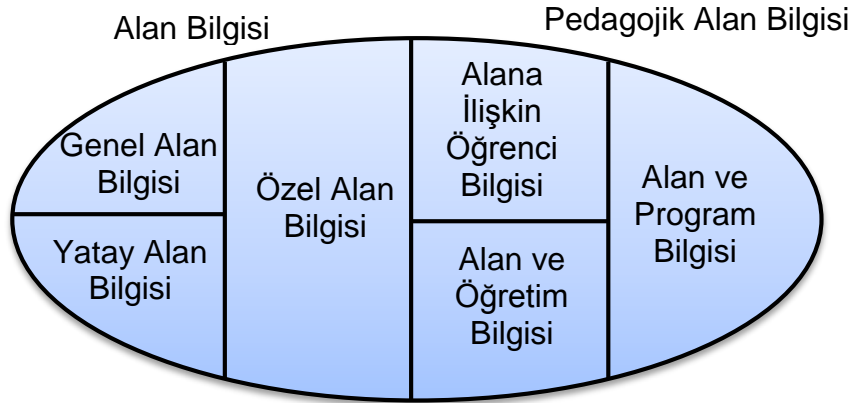 Alan Bilgisi
Pedagojik Alan Bilgisi
Genel Alan
Bilgisi
Yatay Alan
Bilgisi
Özel Alan
Bilgisi
Alana
İlişkin
Öğrenci
Bilgisi
Alan ve
Öğretim
Bilgisi
Alan ve
Program
Bilgisi